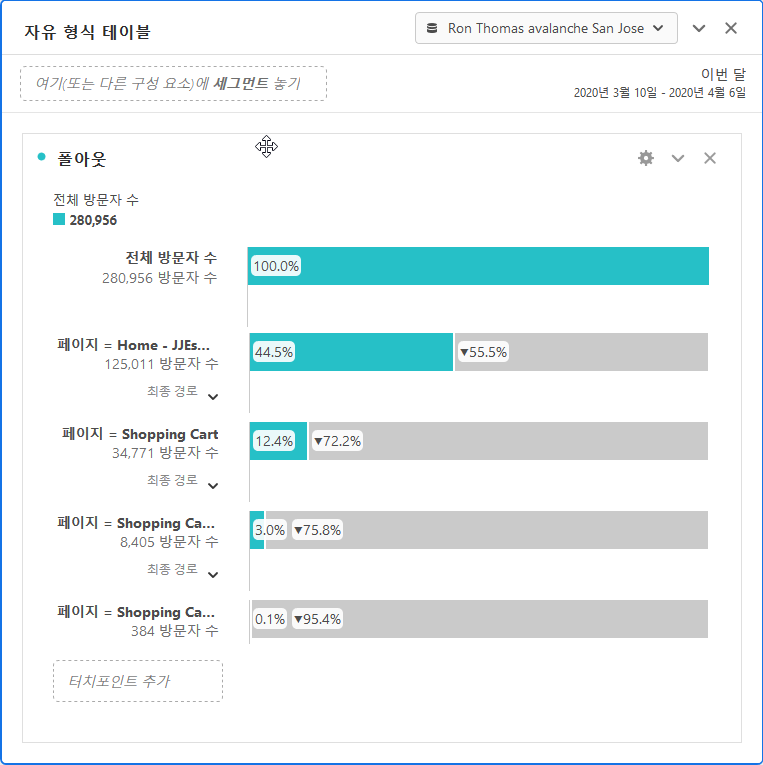 자유 형식 테이블
Ron Thomas avalanche San Jose
여기(또는 다른 구성 요소)에 세그먼트 놓기
이번 달
2020년 3월 10일 - 2020년 4월 6일
폴아웃
전체 방문자 수
280,956
전체 방문자 수
280,956 방문자 수
100.0%
페이지 = Home - JJEs...
125,011 방문자 수
최종 경로
44.5% ▼55.5%
페이지 = Shopping Cart
34,771 방문자 수
최종 경로
12.4% ▼72.2%
페이지 = Shopping Ca...
8,405 방문자 수
최종 경로
3.0% ▼75.8%
페이지 = Shopping Ca...
384 방문자 수
0.1% ▼95.4%
터치포인트 추가